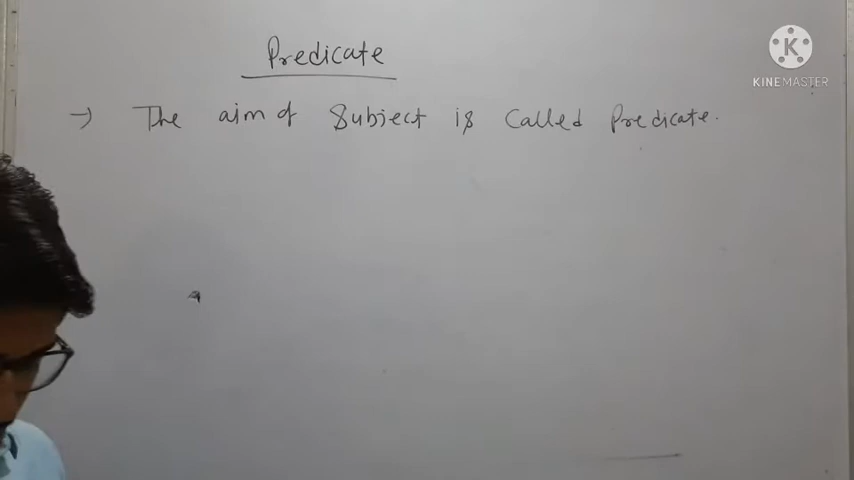 Predicate
→ The aim of Subject is called Predicate.
K
KINEMASTER